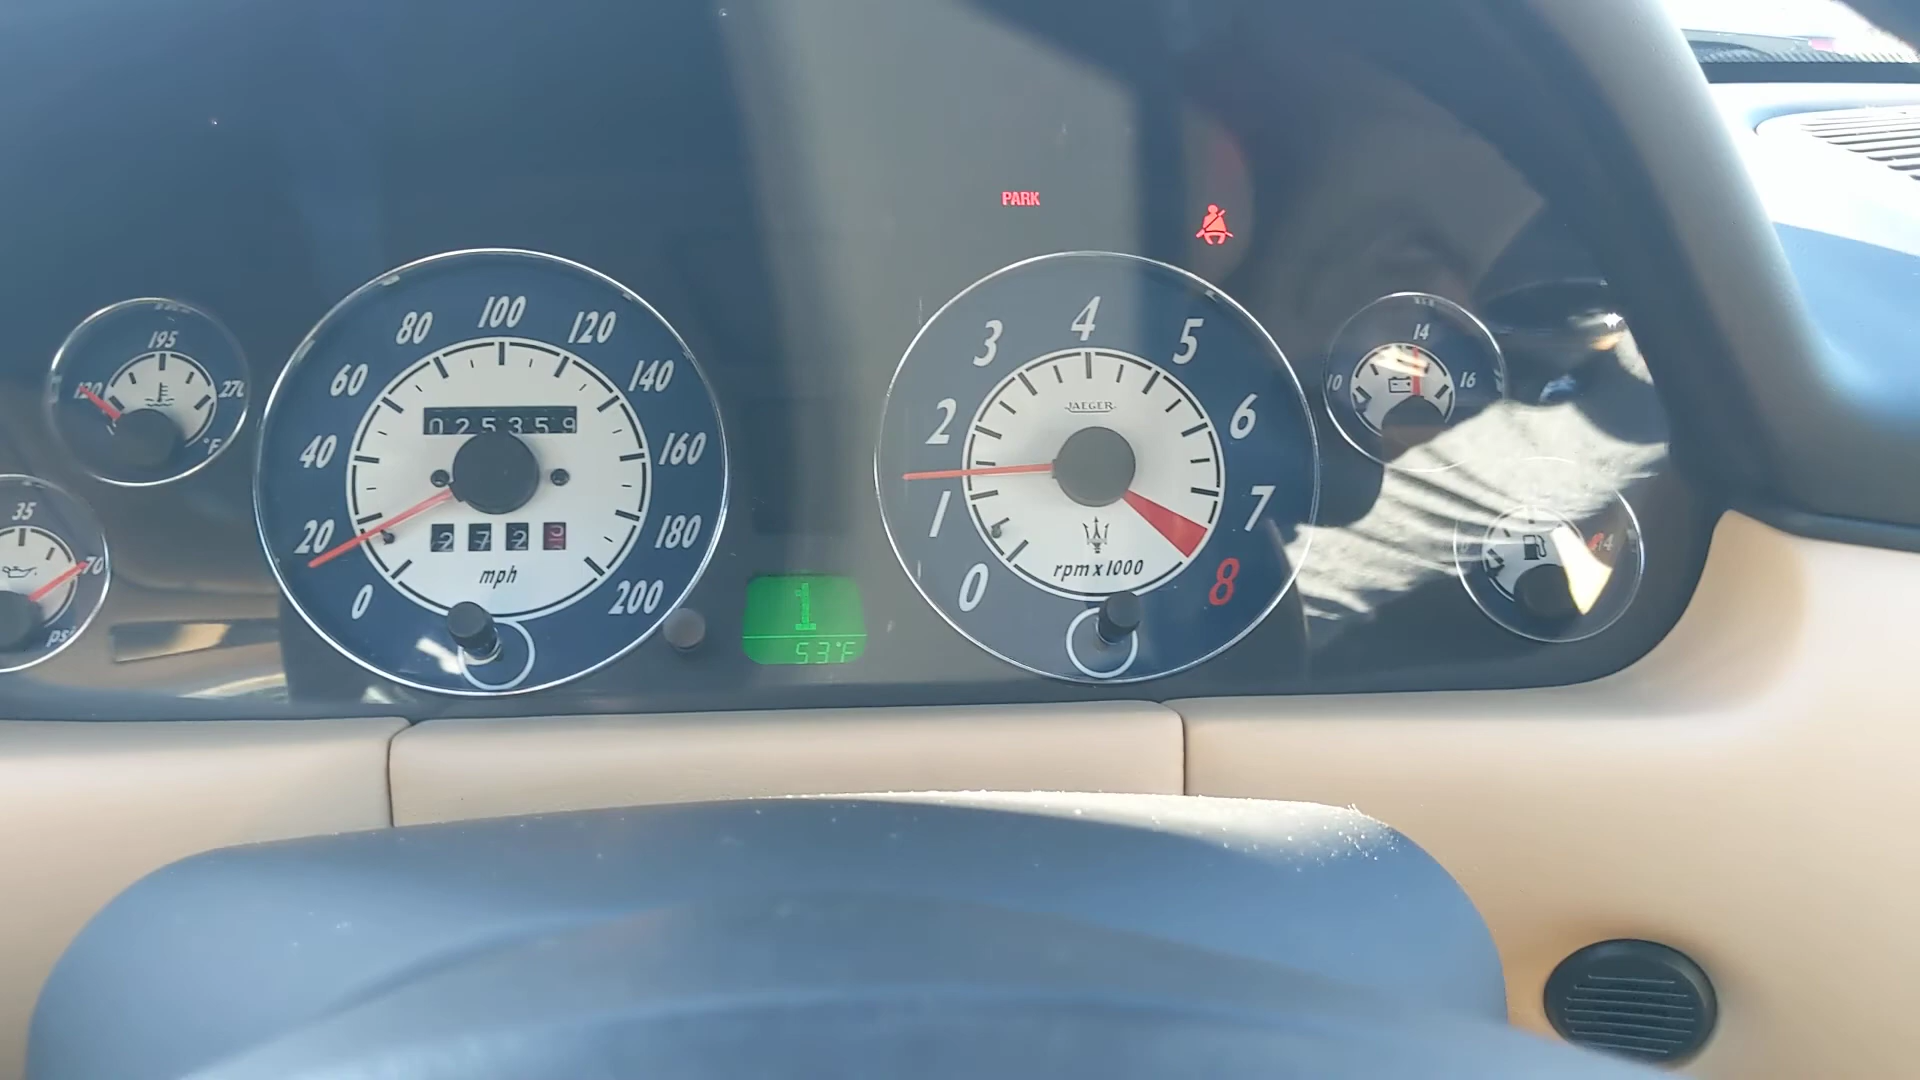 PARK
120 195 270
°F
35 70
psi
0 20 40 60 80 100 120 140 160 180 200
025359
2723
mph
1
53°F
0 1 2 3 4 5 6 7 8
JAEGER
rpm x 1000
10 14 16